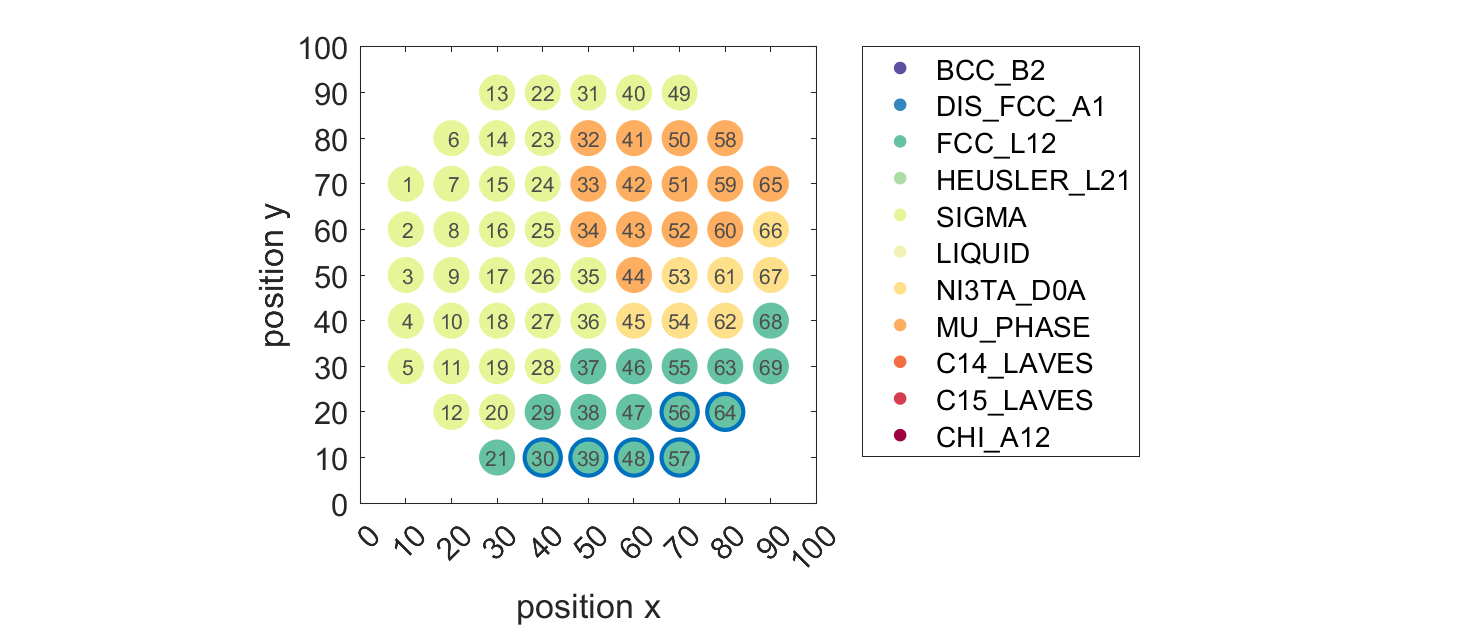 100
90
80
70
60
50
40
30
20
10
0
13 22 31 40 49
6 14 23 32 41 50 58
1 7 15 24 33 42 51 59 65
2 8 16 25 34 43 52 60 66
3 9 17 26 35 44 53 61 67
4 10 18 27 36 45 54 62 68
5 11 19 28 37 46 55 63 69
12 20 29 38 47 56 64
21 30 39 48 57
0 10 20 30 40 50 60 70 80 90 100
position x
position y
BCC_B2
DIS_FCC_A1
FCC_L12
HEUSLER_L21
SIGMA
LIQUID
NI3TA_D0A
MU_PHASE
C14_LAVES
C15_LAVES
CHI_A12